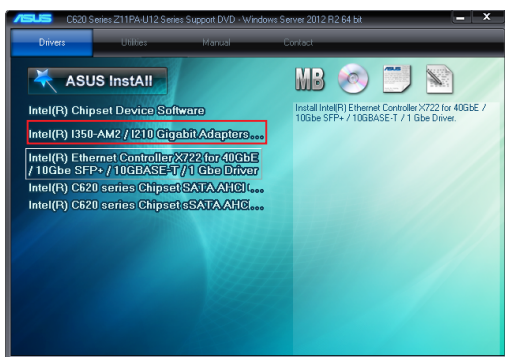 ASUS C620 Series Z11PA-U12 Series Support DVD - Windows Server 2012 R2 64 bit
Drivers Utilities Manual Contact
ASUS InstAll
MB
Intel(R) Chipset Device Software
Intel(R) I350-AM2 / I210 Gigabit Adapters...
Intel(R) Ethernet Controller X722 for 40GbE
/ 10Gbe SFP+ / 10GBASE-T / 1 Gbe Driver
Intel(R) C620 series Chipset SATA AHCI (...
Intel(R) C620 series Chipset sSATA AHCI...
Install Intel(R) Ethernet Controller X722 for 40GbE /
10Gbe SFP+ / 10GBASE-T / 1 Gbe Driver.